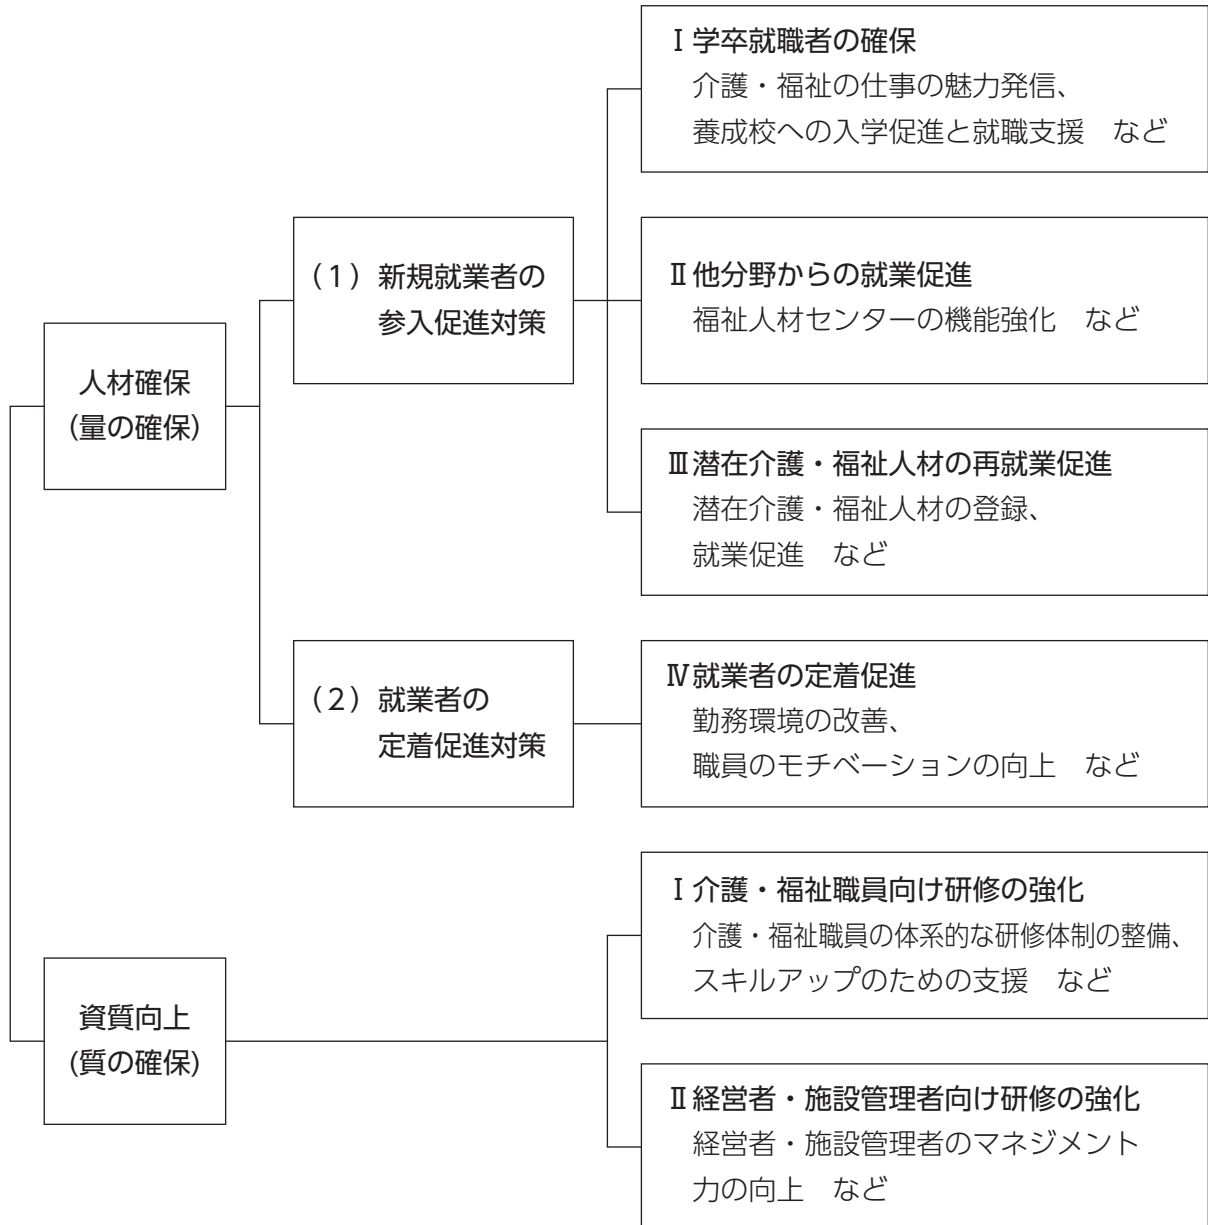 人材確保
(量の確保)
（1）新規就業者の
参入促進対策
Ⅰ 学卒就職者の確保
介護・福祉の仕事の魅力発信、
養成校への入学促進と就職支援　など
Ⅱ 他分野からの就業促進
福祉人材センターの機能強化　など
Ⅲ 潜在介護・福祉人材の再就業促進
潜在介護・福祉人材の登録、
就業促進　など
（2）就業者の
定着促進対策
Ⅳ 就業者の定着促進
勤務環境の改善、
職員のモチベーションの向上　など
資質向上
(質の確保)
Ⅰ 介護・福祉職員向け研修の強化
介護・福祉職員の体系的な研修体制の整備、
スキルアップのための支援　など
Ⅱ 経営者・施設管理者向け研修の強化
経営者・施設管理者のマネジメント
力の向上　など